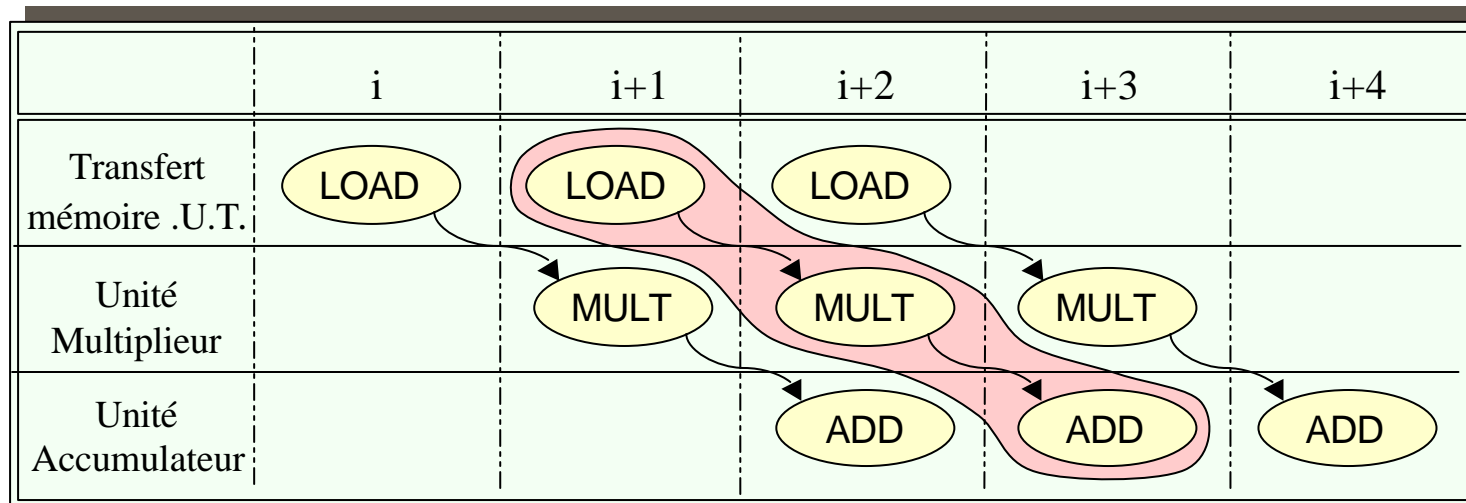 i i+1 i+2 i+3 i+4
Transfert
mémoire .U.T.
LOAD LOAD LOAD
Unité
Multiplieur
MULT MULT MULT
Unité
Accumulateur
ADD ADD ADD